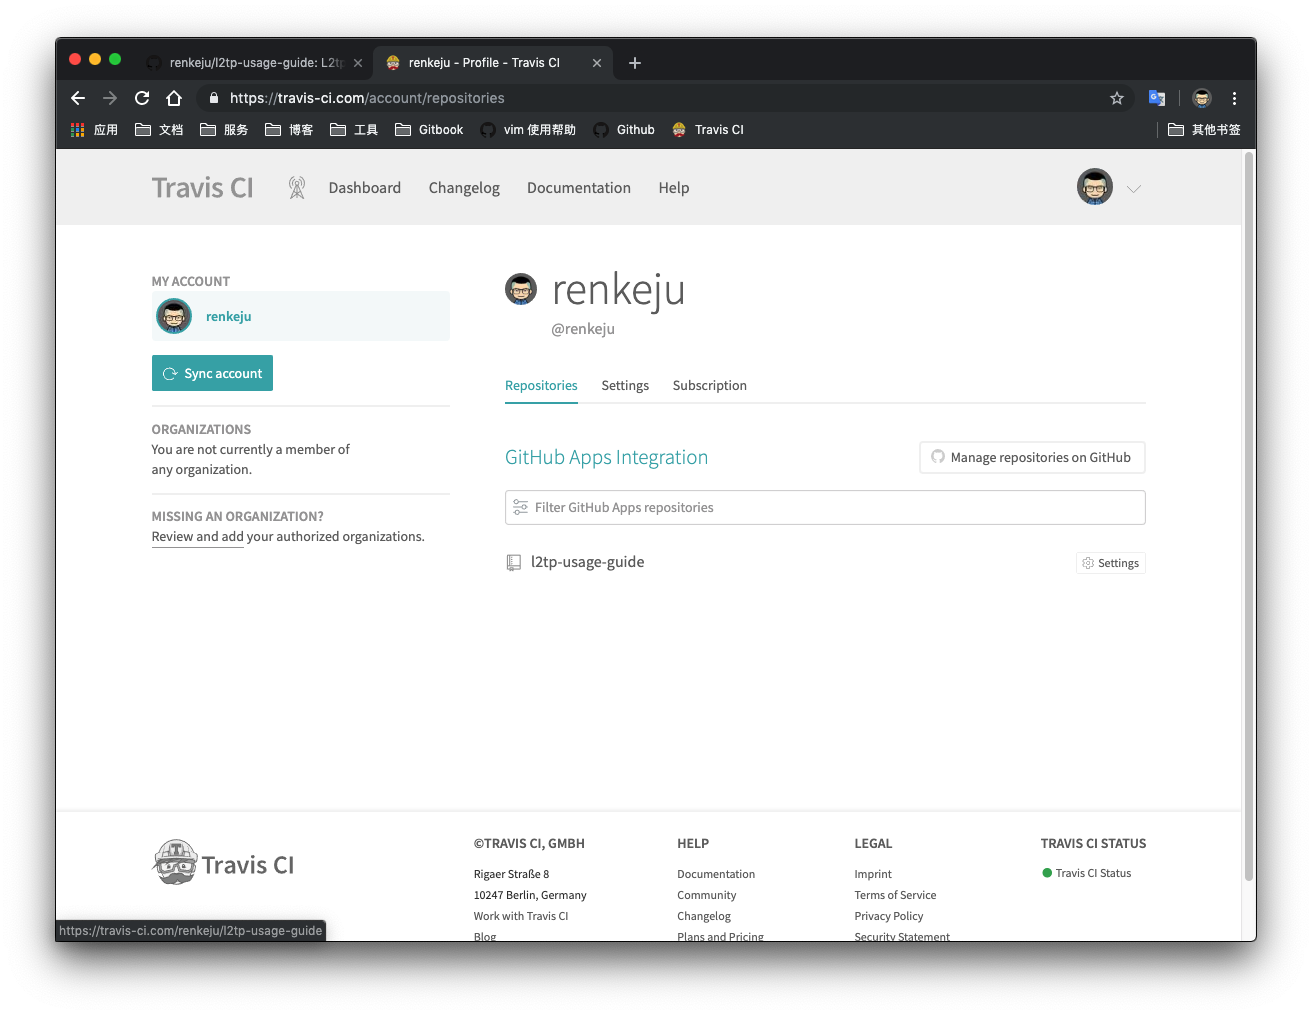 renkeju/l2tp-usage-guide: L2tp
renkeju - Profile - Travis CI
https://travis-ci.com/account/repositories
应用 文档 服务 博客 工具 Gitbook vim 使用帮助 Github Travis CI 其他书签
Travis CI Dashboard Changelog Documentation Help
MY ACCOUNT
renkeju
Sync account
ORGANIZATIONS
You are not currently a member of
any organization.
MISSING AN ORGANIZATION?
Review and add your authorized organizations.
renkeju
@renkeju
Repositories Settings Subscription
GitHub Apps Integration
Manage repositories on GitHub
Filter GitHub Apps repositories
l2tp-usage-guide
Settings
Travis CI
©TRAVIS CI, GMBH
Rigaer Straße 8
10247 Berlin, Germany
Work with Travis CI
Blog
HELP
Documentation
Community
Changelog
Plans and Pricing
LEGAL
Imprint
Terms of Service
Privacy Policy
Security Statement
TRAVIS CI STATUS
Travis CI Status
https://travis-ci.com/renkeju/l2tp-usage-guide